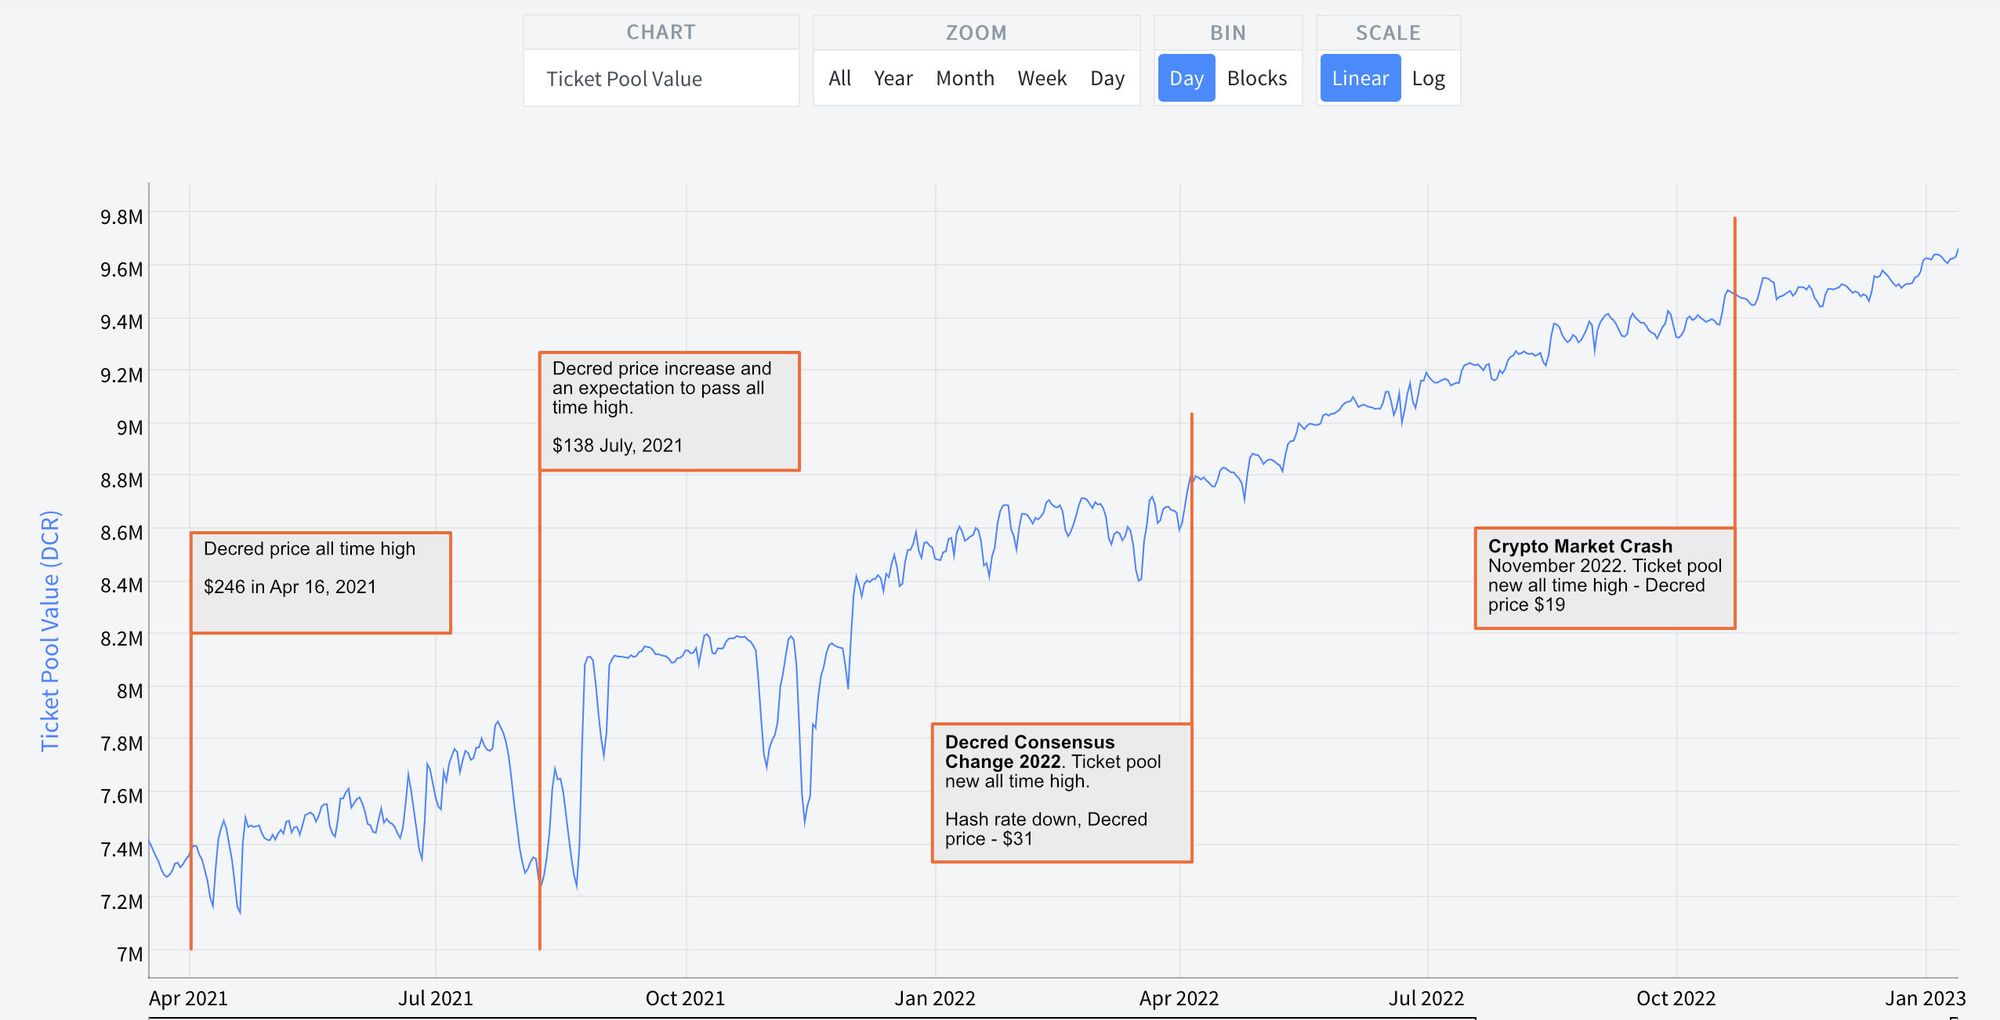 CHART ZOOM BIN SCALE
Ticket Pool Value All Year Month Week Day Day Blocks Linear Log
9.8M
9.6M
9.4M
9.2M
9M
8.8M
8.6M
8.4M
8.2M
8M
7.8M
7.6M
7.4M
7.2M
7M
Ticket Pool Value (DCR)
Decred price all time high
$246 in Apr 16, 2021
Decred price increase and
an expectation to pass all
time high.
$138 July, 2021
Decred Consensus
Change 2022. Ticket pool
new all time high.
Hash rate down, Decred
price - $31
Crypto Market Crash
November 2022. Ticket pool
new all time high - Decred
price $19
Apr 2021 Jul 2021 Oct 2021 Jan 2022 Apr 2022 Jul 2022 Oct 2022 Jan 2023